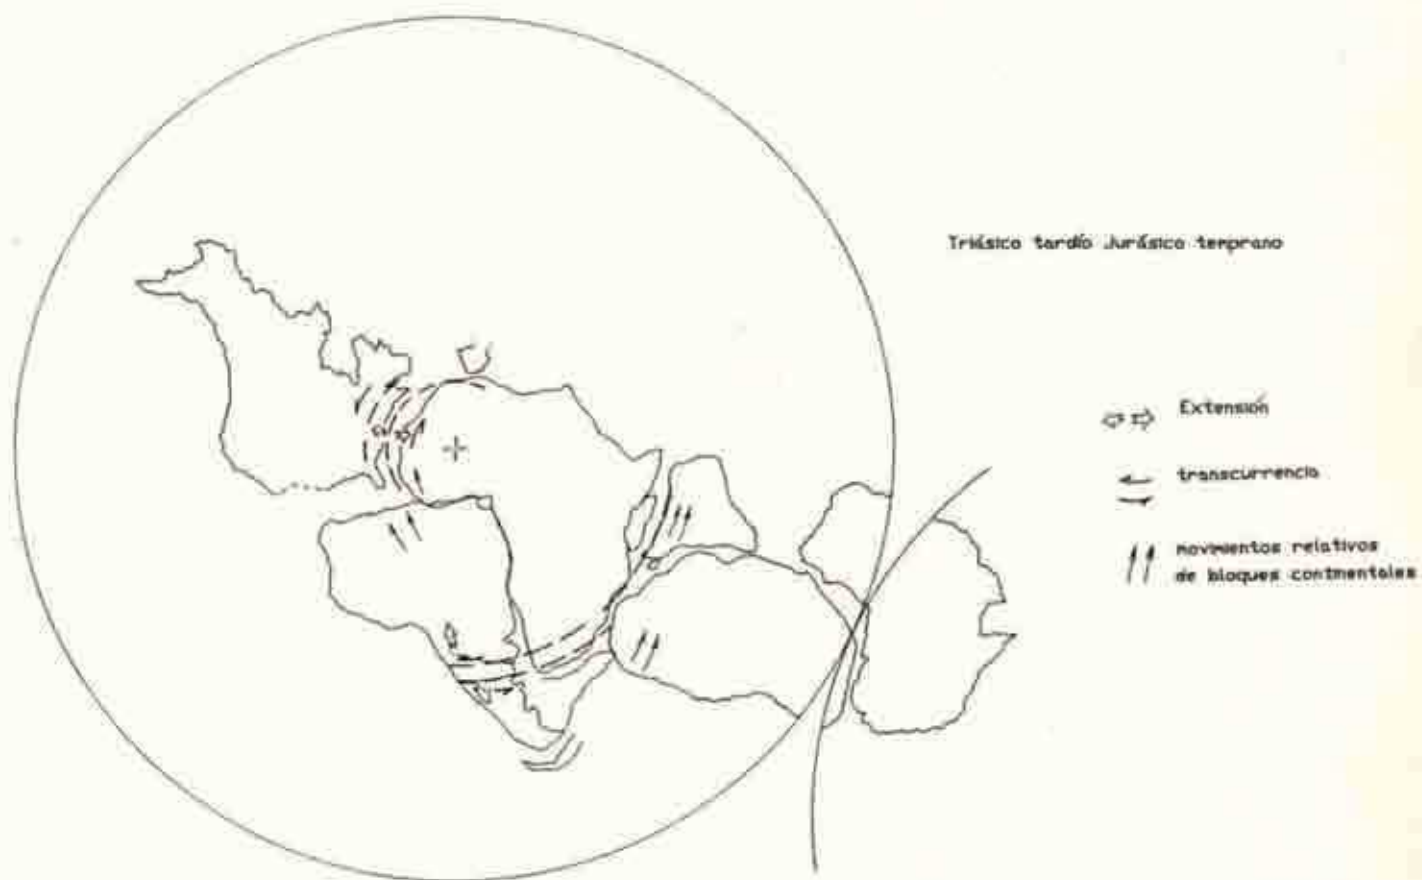 Triásico tardío Jurásico temprano
Extensión
transcurrencia
movimientos relativos
de bloques continentales